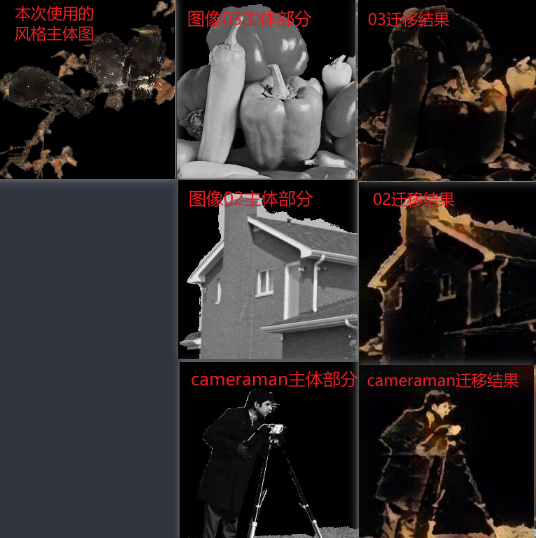 本次使用的
风格主体图
图像03主体部分
03迁移结果
图像02主体部分
02迁移结果
cameraman主体部分
cameraman迁移结果